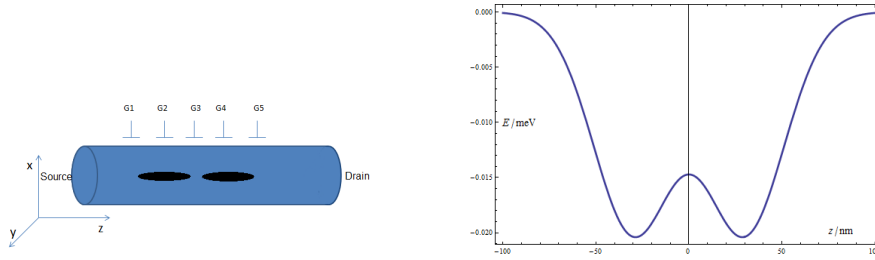 G1 G2 G3 G4 G5
x
Source
Drain
y
z
0.000
-0.005
-0.010
E/meV
-0.015
-0.020
z/nm
-100 -50 0 50 100